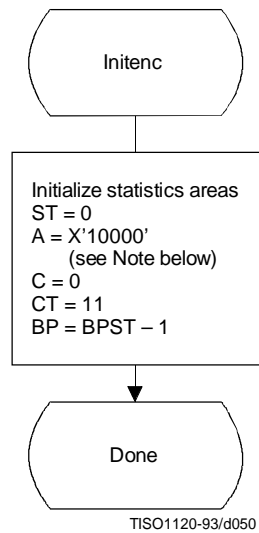 Initenc
Initialize statistics areas
ST = 0
A = X'10000'
(see Note below)
C = 0
CT = 11
BP = BPST – 1
Done
TISO1120-93/d050